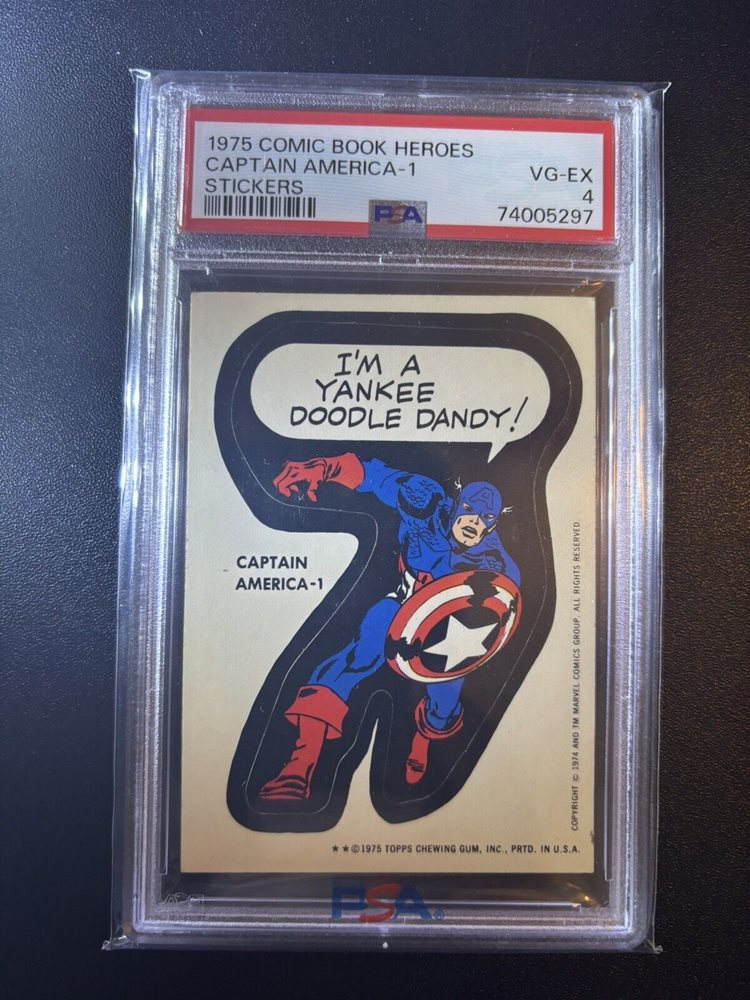 1975 COMIC BOOK HEROES
CAPTAIN AMERICA-1
STICKERS
VG-EX
4
74005297
PSA
I'M A
YANKEE
DOODLE DANDY!
CAPTAIN
AMERICA-1
A
COPYRIGHT © 1974 AND TM MARVEL COMICS GROUP. ALL RIGHTS RESERVED.
★★©1975 TOPPS CHEWING GUM, INC., PRTD. IN U.S.A.
PSA®